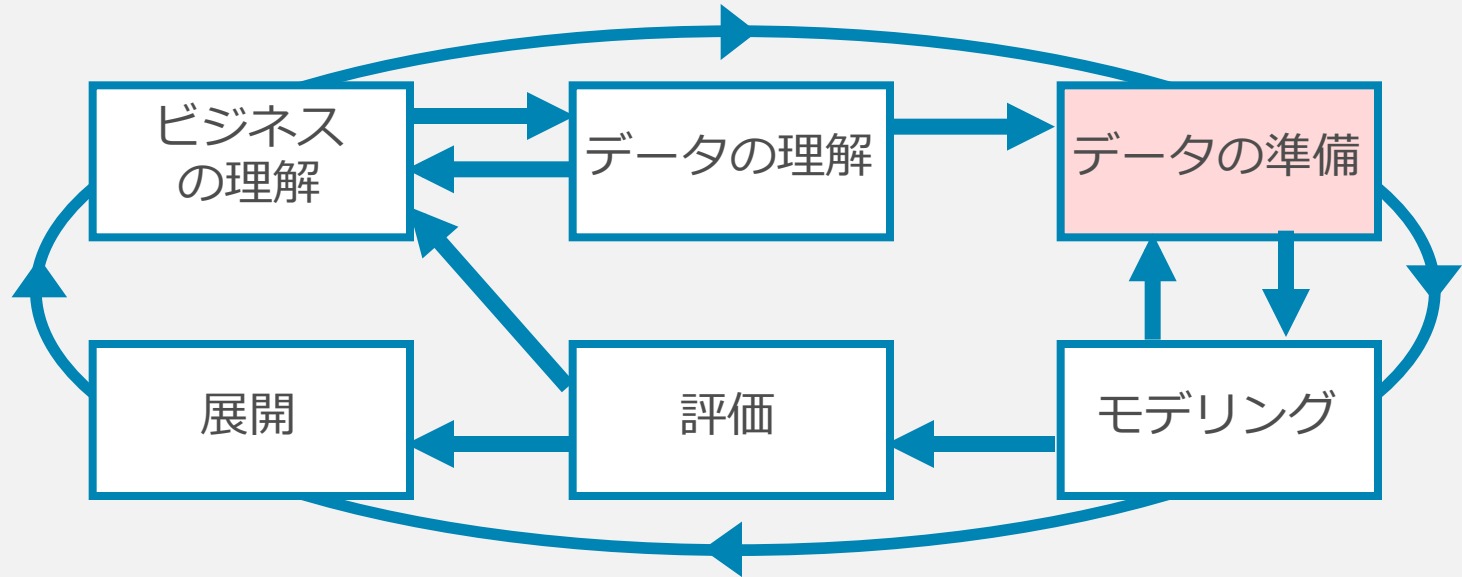 ビジネス
の理解
データの理解
データの準備
展開
評価
モデリング